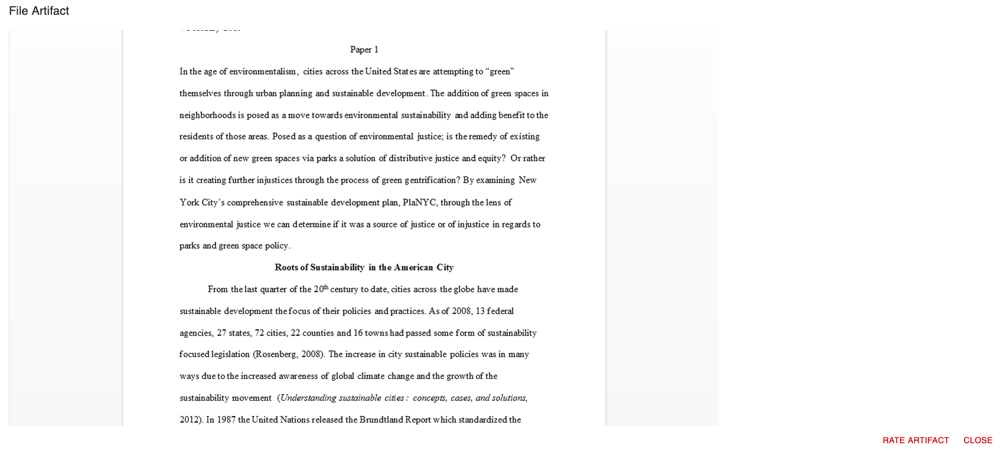 File Artifact
Paper 1
In the age of environmentalism, cities across the United States are attempting to “green”
themselves through urban planning and sustainable development. The addition of green spaces in
neighborhoods is posed as a move towards environmental sustainability and adding benefit to the
residents of those areas. Posed as a question of environmental justice; is the remedy of existing
or addition of new green spaces via parks a solution of distributive justice and equity? Or rather
is it creating further injustices through the process of green gentrification? By examining New
York City’s comprehensive sustainable development plan, PlaNYC, through the lens of
environmental justice we can determine if it was a source of justice or of injustice in regards to
parks and green space policy.
Roots of Sustainability in the American City
From the last quarter of the 20th century to date, cities across the globe have made
sustainable development the focus of their policies and practices. As of 2008, 13 federal
agencies, 27 states, 72 cities, 22 counties and 16 towns had passed some form of sustainability
focused legislation (Rosenberg, 2008). The increase in city sustainable policies was in many
ways due to the increased awareness of global climate change and the growth of the
sustainability movement (Understanding sustainable cities : concepts, cases, and solutions,
2012). In 1987 the United Nations released the Brundtland Report which standardized the
RATE ARTIFACT CLOSE